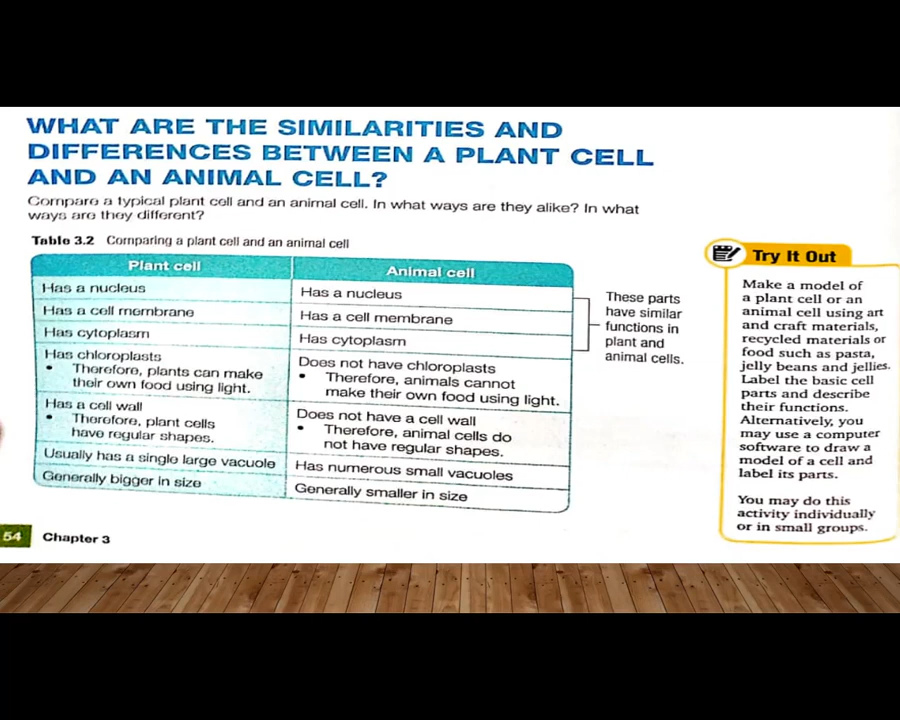 WHAT ARE THE SIMILARITIES AND
DIFFERENCES BETWEEN A PLANT CELL
AND AN ANIMAL CELL?
Compare a typical plant cell and an animal cell. In what ways are they alike? In what
ways are they different?
Table 3.2 Comparing a plant cell and an animal cell
Plant cell
Animal cell
Has a nucleus
Has a nucleus
Has a cell membrane
Has a cell membrane
Has cytoplasm
Has cytoplasm
Has chloroplasts
• Therefore, plants can make
their own food using light.
Does not have chloroplasts
• Therefore, animals cannot
make their own food using light.
Has a cell wall
• Therefore, plant cells
have regular shapes.
Does not have a cell wall
• Therefore, animal cells do
not have regular shapes.
Usually has a single large vacuole
Has numerous small vacuoles
Generally bigger in size
Generally smaller in size
These parts
have similar
functions in
plant and
animal cells.
Try It Out
Make a model of
a plant cell or an
animal cell using art
and craft materials,
recycled materials or
food such as pasta,
jelly beans and jellies.
Label the basic cell
parts and describe
their functions.
Alternatively, you
may use a computer
software to draw a
model of a cell and
label its parts.
You may do this
activity individually
or in small groups.
54 Chapter 3